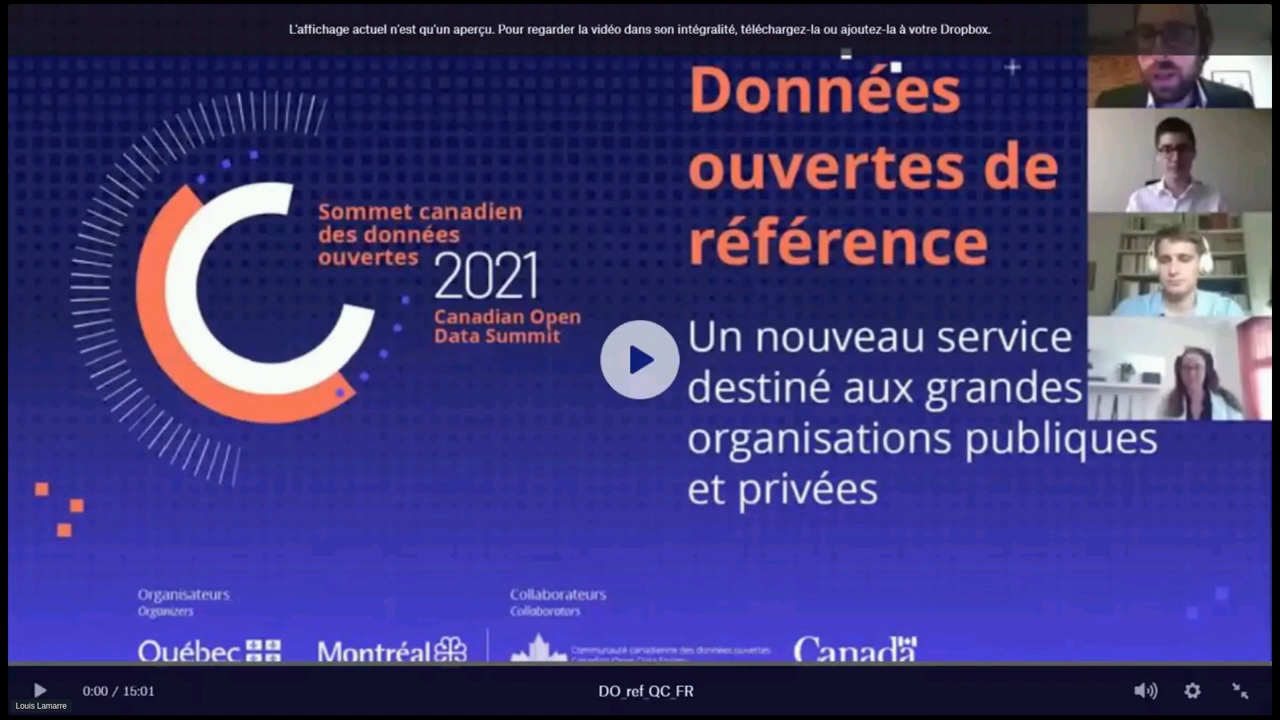 L'affichage actuel n'est qu'un aperçu. Pour regarder la vidéo dans son intégralité, téléchargez-la ou ajoutez-la à votre Dropbox.
Données
ouvertes de
référence
Sommet canadien
des données
ouvertes
2021
Canadian Open
Data Summit
Un nouveau service
destiné aux grandes
organisations publiques
et privées
Organisateurs
Organizers
Collaborateurs
Collaborators
Québec
Montréal
Communauté canadienne des données ouvertes
Canada
0:00 / 15:01
DO_ref_QC_FR
Louis Lamarre